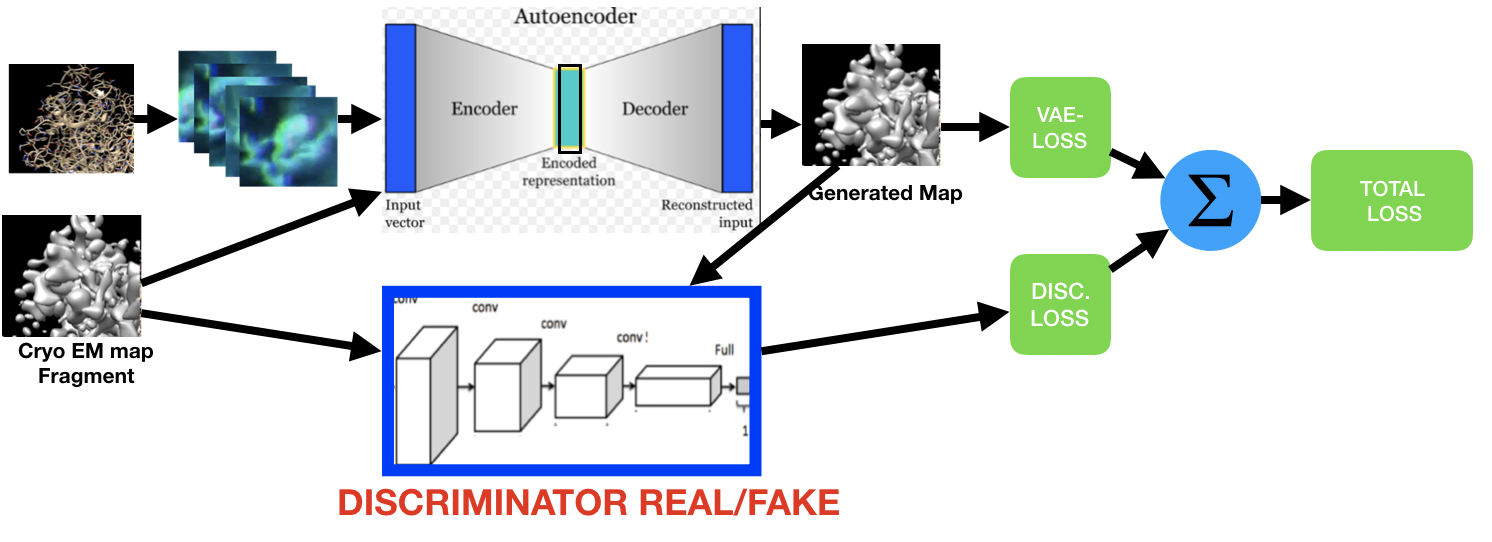 Autoencoder
Encoder
Decoder
Encoded
representation
Input
vector
Reconstructed
input
Generated Map
VAE-
LOSS
Σ
TOTAL
LOSS
DISC.
LOSS
Cryo EM map
Fragment
conv
conv
conv
conv!
Full
1
DISCRIMINATOR REAL/FAKE